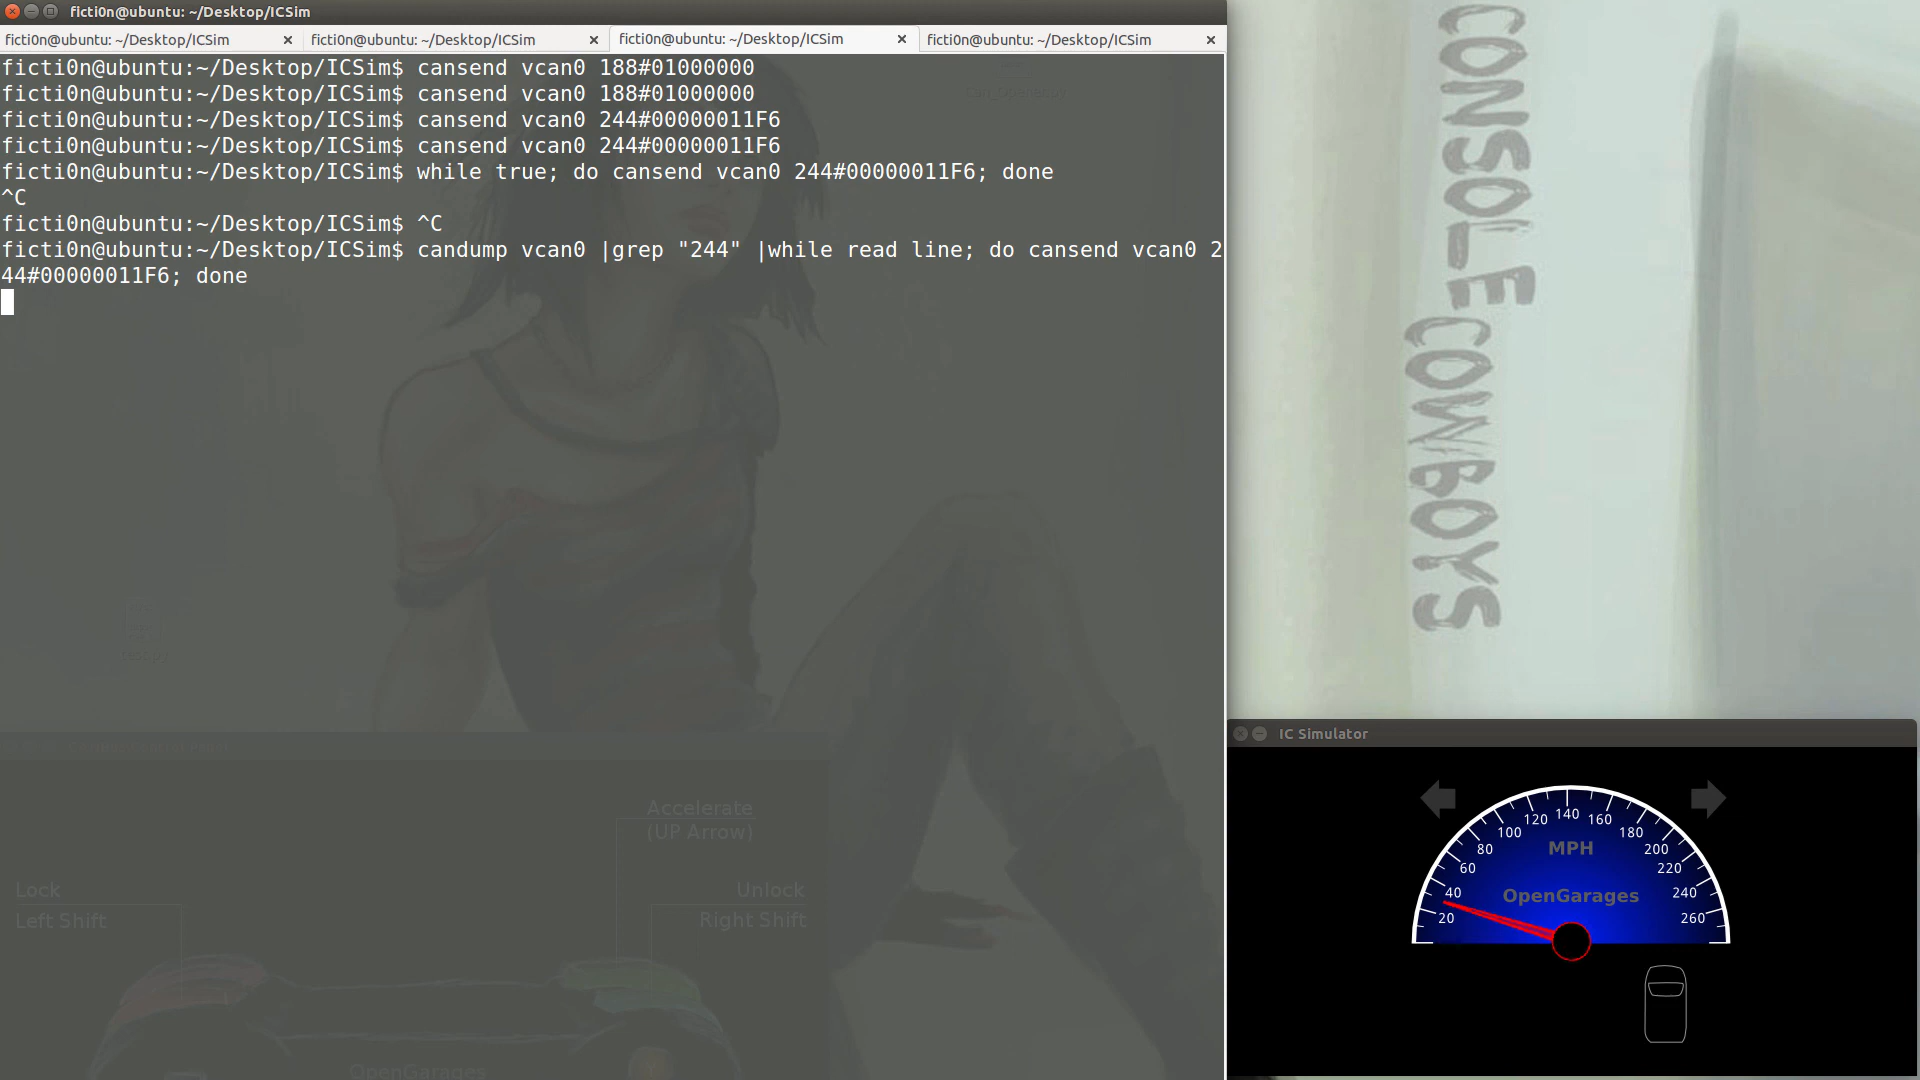 ficti0n@ubuntu: ~/Desktop/ICSim
ficti0n@ubuntu: ~/Desktop/ICSim
ficti0n@ubuntu: ~/Desktop/ICSim
ficti0n@ubuntu: ~/Desktop/ICSim
ficti0n@ubuntu: ~/Desktop/ICSim
ficti0n@ubuntu:~/Desktop/ICSim$ cansend vcan0 188#01000000
ficti0n@ubuntu:~/Desktop/ICSim$ cansend vcan0 188#01000000
ficti0n@ubuntu:~/Desktop/ICSim$ cansend vcan0 244#00000011F6
ficti0n@ubuntu:~/Desktop/ICSim$ cansend vcan0 244#00000011F6
ficti0n@ubuntu:~/Desktop/ICSim$ while true; do cansend vcan0 244#00000011F6; done
^C
ficti0n@ubuntu:~/Desktop/ICSim$ ^C
ficti0n@ubuntu:~/Desktop/ICSim$ candump vcan0 |grep "244" |while read line; do cansend vcan0 2
44#00000011F6; done
Accelerate
(UP Arrow)
Lock
Unlock
Left Shift
Right Shift
OpenGarages
CONSOLE COWBOYS
IC Simulator
20
40
60
80
100
120
140
160
180
200
220
240
260
MPH
OpenGarages